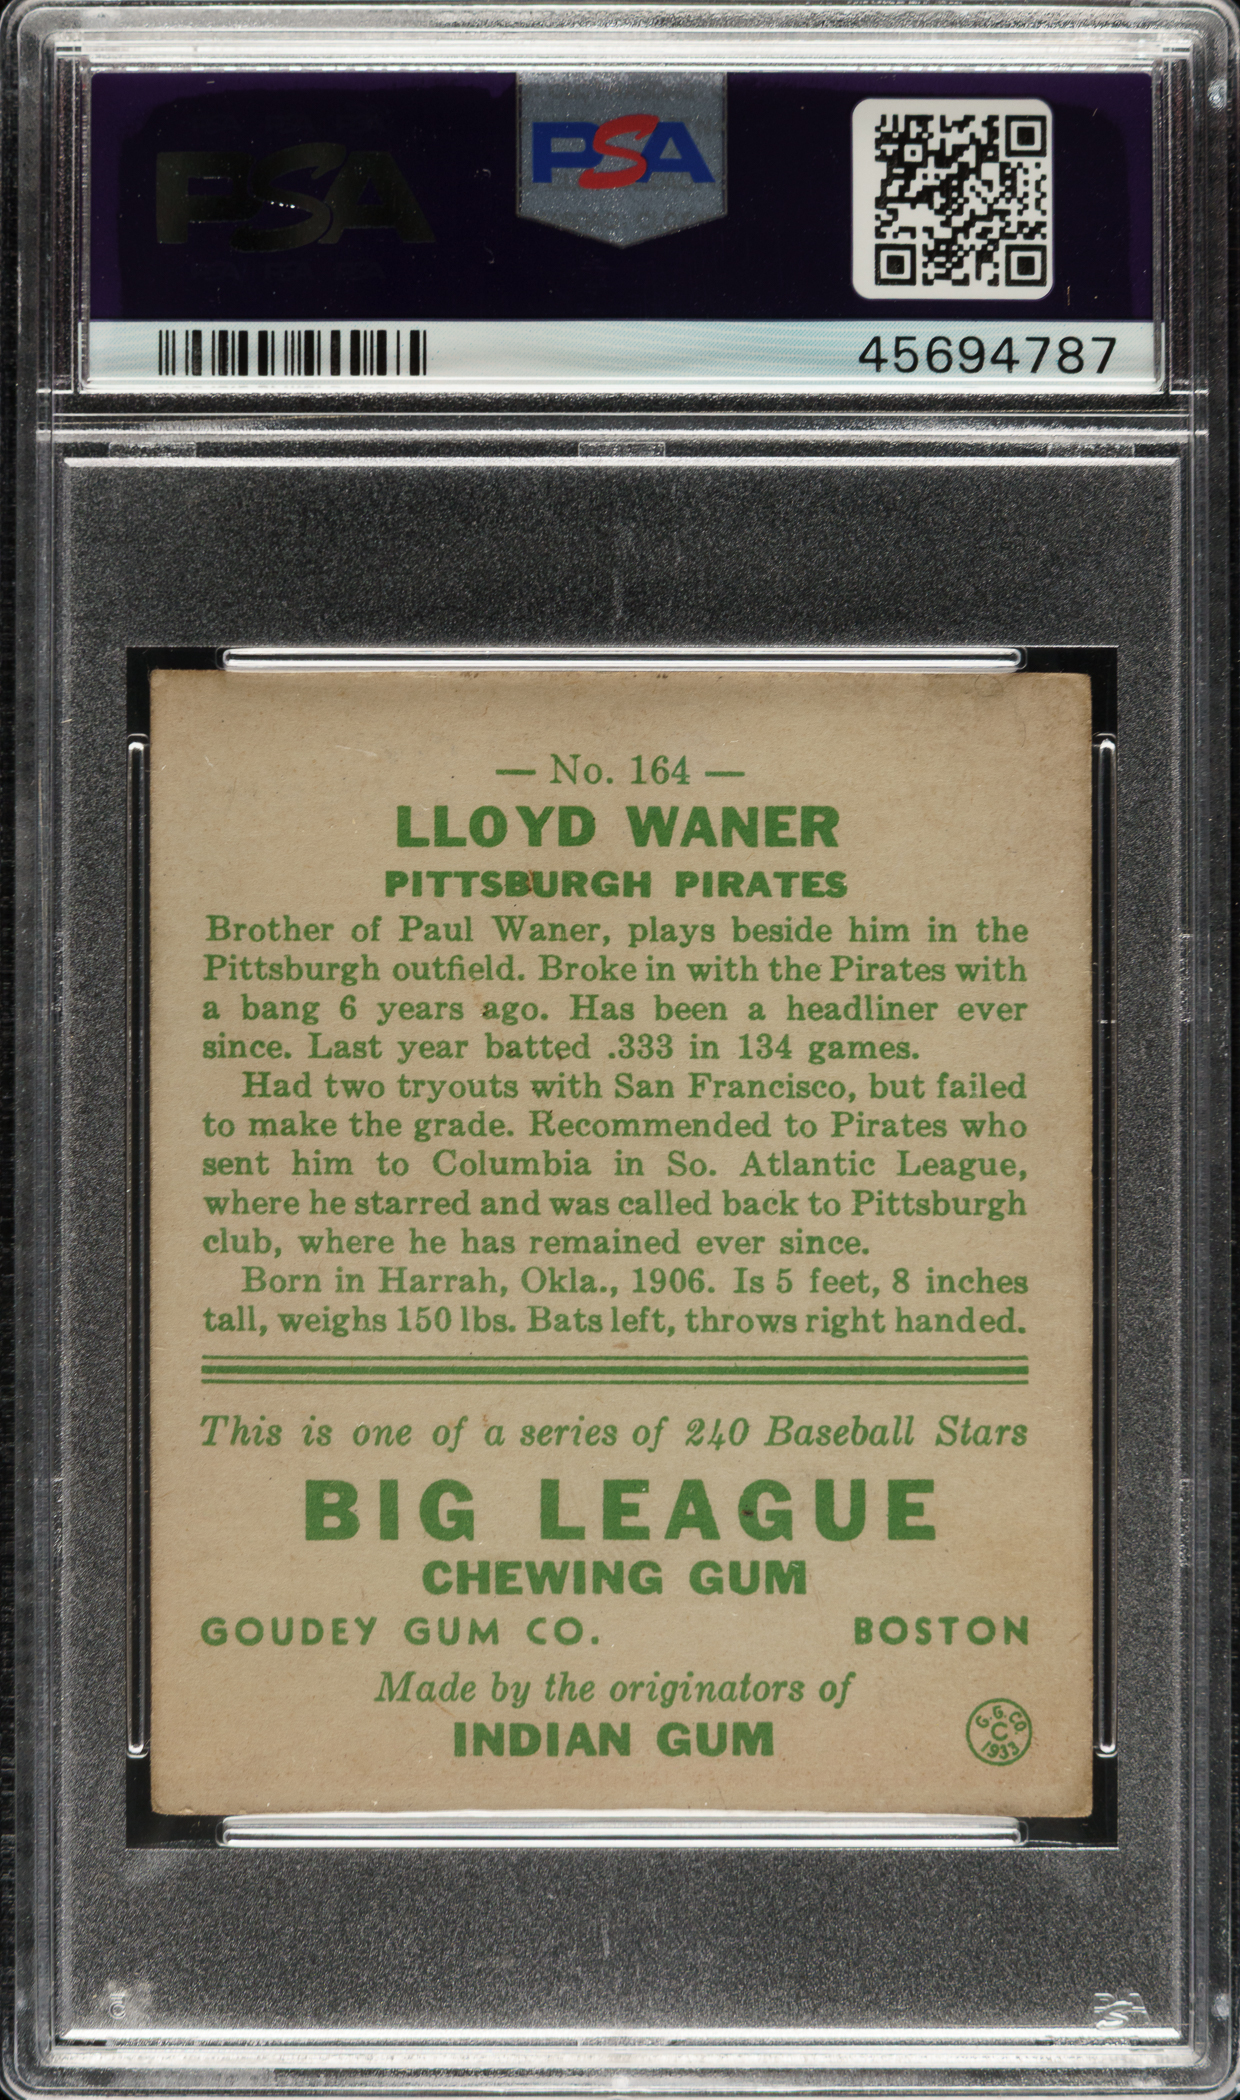 PSA
PSA
45694787
— No. 164 —
LLOYD WANER
PITTSBURGH PIRATES
Brother of Paul Waner, plays beside him in the
Pittsburgh outfield. Broke in with the Pirates with
a bang 6 years ago. Has been a headliner ever
since. Last year batted .333 in 134 games.
Had two tryouts with San Francisco, but failed
to make the grade. Recommended to Pirates who
sent him to Columbia in So. Atlantic League,
where he starred and was called back to Pittsburgh
club, where he has remained ever since.
Born in Harrah, Okla., 1906. Is 5 feet, 8 inches
tall, weighs 150 lbs. Bats left, throws right handed.
This is one of a series of 240 Baseball Stars
BIG LEAGUE
CHEWING GUM
GOUDEY GUM CO. BOSTON
Made by the originators of
INDIAN GUM
G. G. CO.
C
1933
PSA